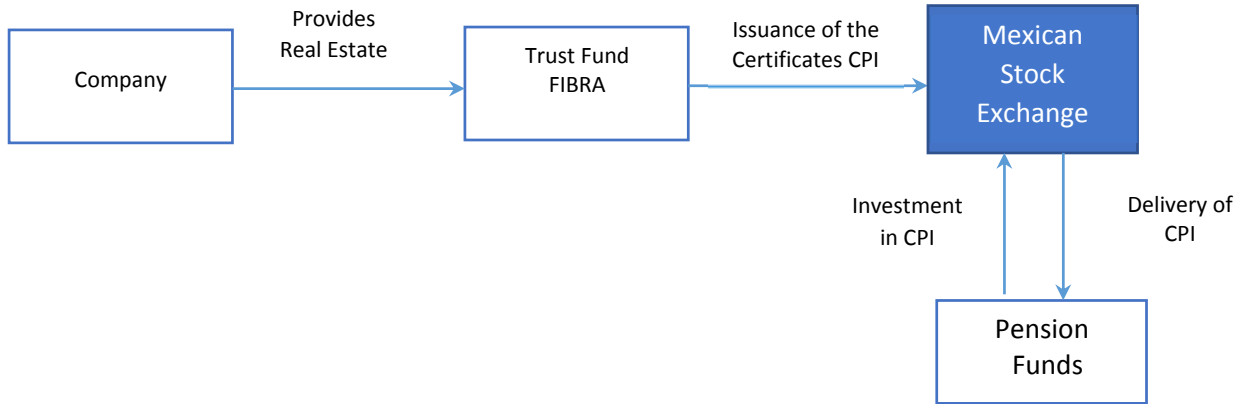 Provides
Real Estate
Issuance of the
Certificates CPI
Company
Trust Fund
FIBRA
Mexican
Stock
Exchange
Investment
in CPI
Delivery of
CPI
Pension
Funds